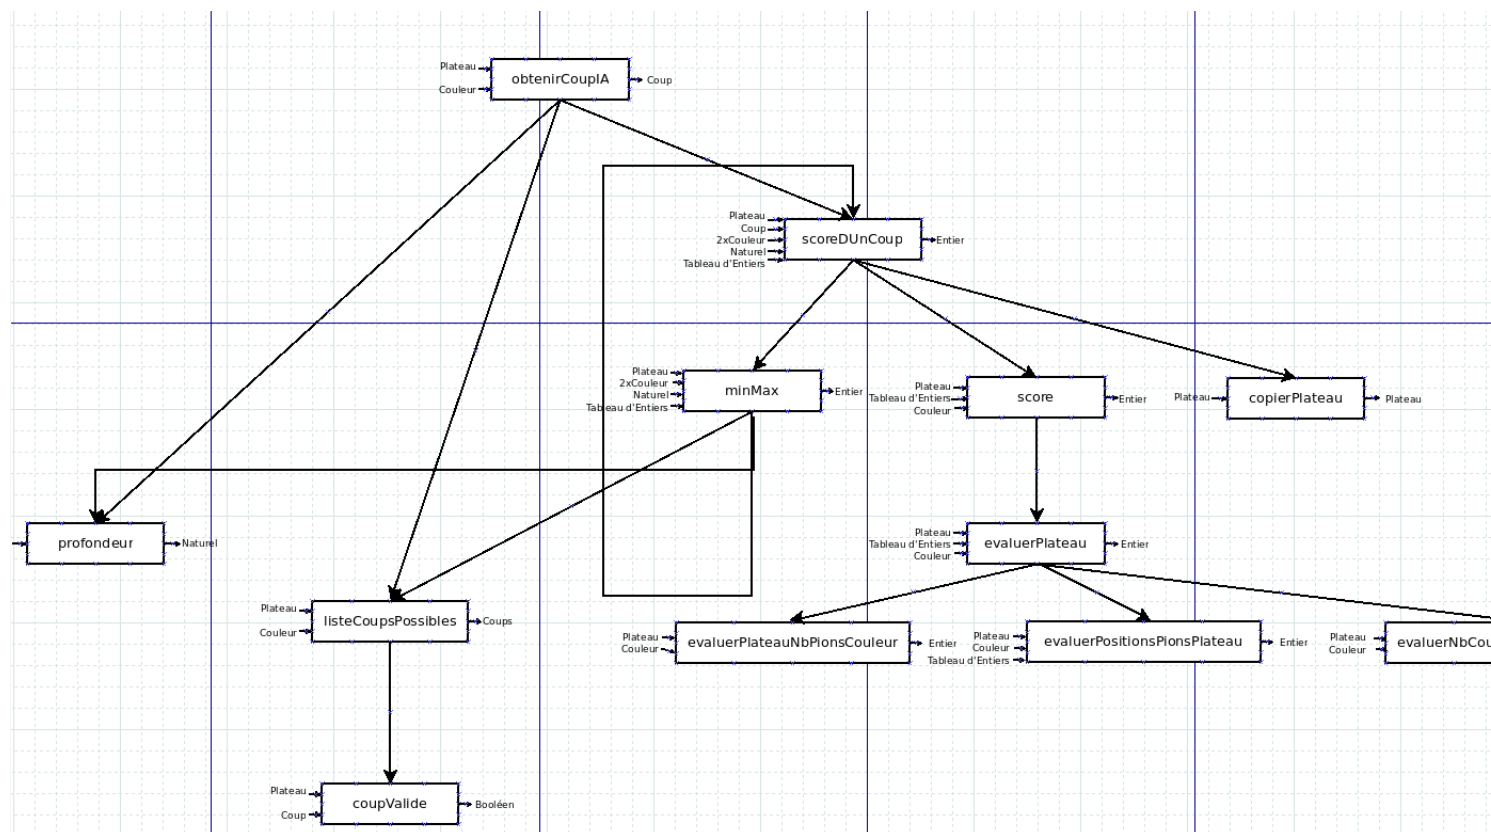 Plateau
Couleur
obtenirCoupIA
Coup
Plateau
Coup
2xCouleur
Naturel
Tableau d'Entiers
scoreDUnCoup
Entier
Plateau
2xCouleur
Naturel
Tableau d'Entiers
minMax
Entier
Plateau
Tableau d'Entiers
Couleur
score
Entier
Plateau
copierPlateau
Plateau
profondeur
Naturel
Plateau
Tableau d'Entiers
Couleur
evaluerPlateau
Entier
Plateau
Couleur
listeCoupsPossibles
Coups
Plateau
Couleur
evaluerPlateauNbPionsCouleur
Entier
Plateau
Couleur
Tableau d'Entiers
evaluerPositionsPionsPlateau
Entier
Plateau
Couleur
evaluerNbCou
Plateau
Coup
coupValide
Booléen